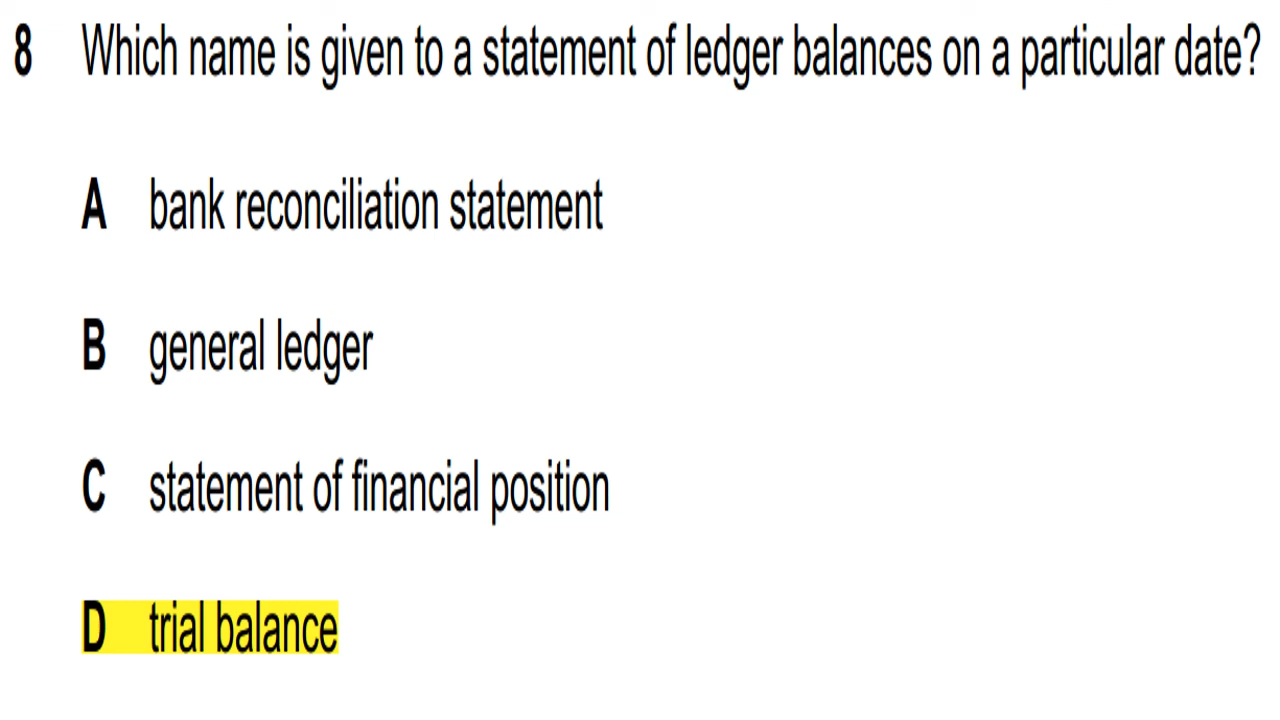 8 Which name is given to a statement of ledger balances on a particular date?
A bank reconciliation statement
B general ledger
C statement of financial position
D trial balance